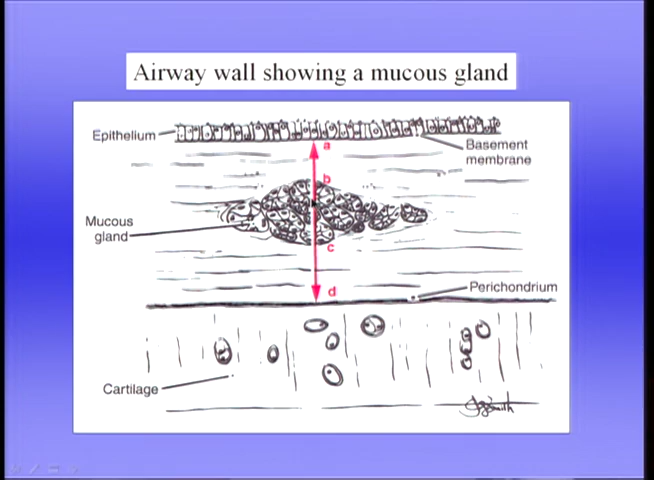 Airway wall showing a mucous gland
Epithelium
a
Basement
membrane
b
Mucous
gland
c
d
Perichondrium
Cartilage